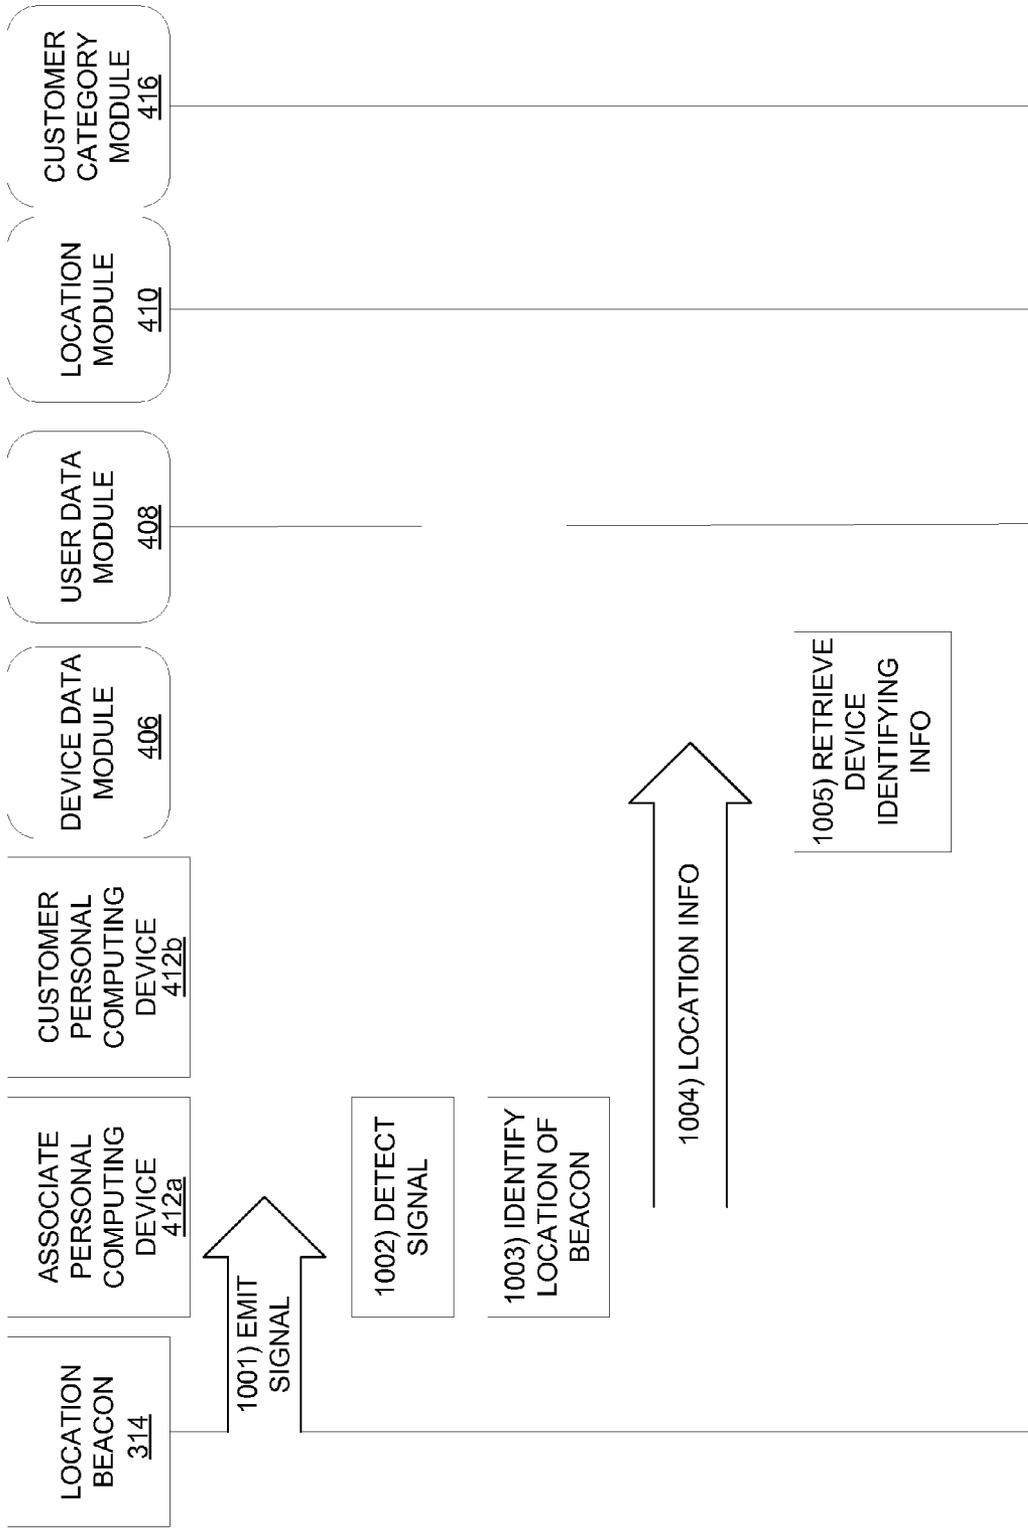 LOCATION
BEACON
314
ASSOCIATE
PERSONAL
COMPUTING
DEVICE
412a
CUSTOMER
PERSONAL
COMPUTING
DEVICE
412b
DEVICE DATA
MODULE
406
USER DATA
MODULE
408
LOCATION
MODULE
410
CUSTOMER
CATEGORY
MODULE
416
1001) EMIT
SIGNAL
1002) DETECT
SIGNAL
1003) IDENTIFY
LOCATION OF
BEACON
1004) LOCATION INFO
1005) RETRIEVE
DEVICE
IDENTIFYING
INFO